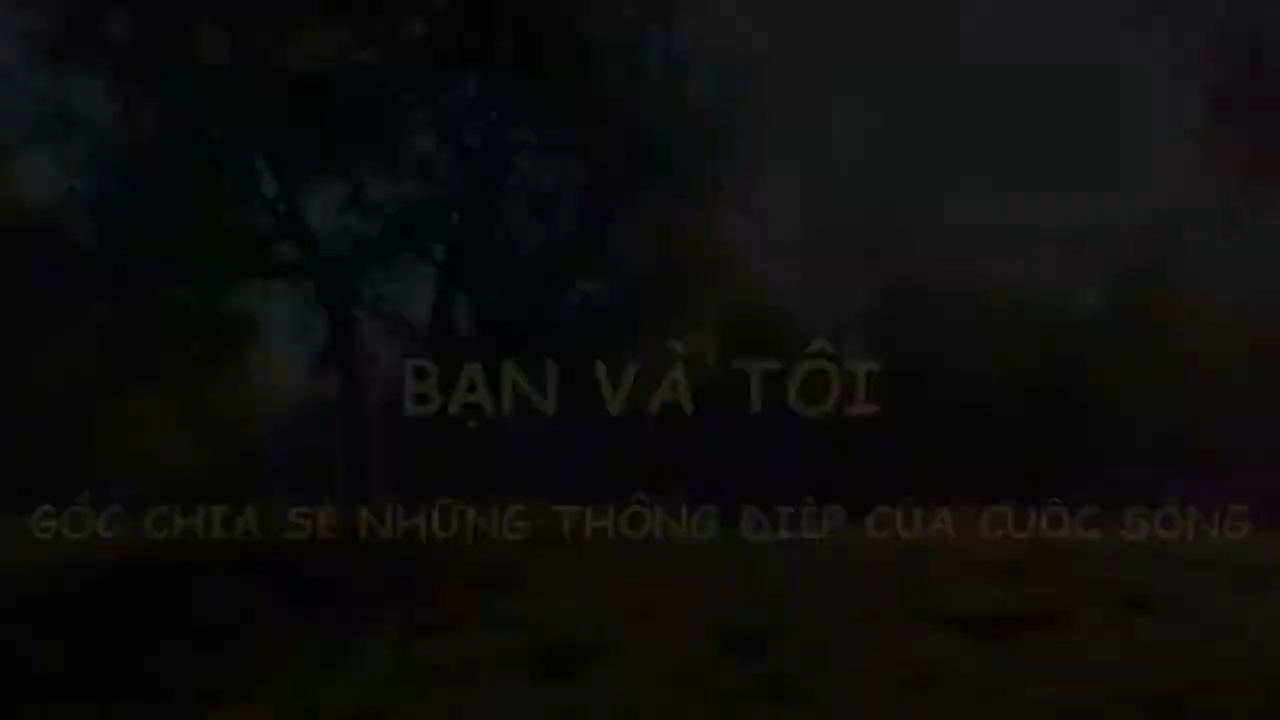 BẠN VÀ TÔI
GÓC CHIA SẺ NHỮNG THÔNG ĐIỆP CỦA CUỘC SỐNG